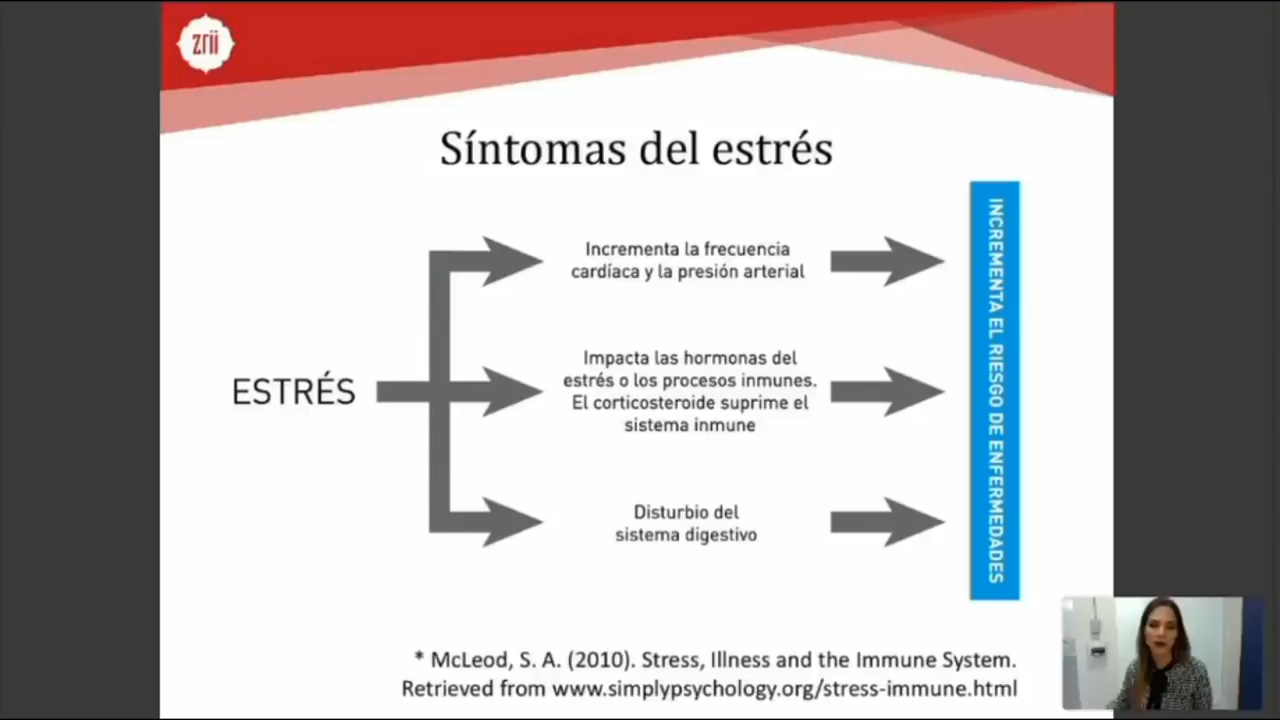 zrii
Síntomas del estrés
ESTRÉS
Incrementa la frecuencia
cardíaca y la presión arterial
Impacta las hormonas del
estrés o los procesos inmunes.
El corticosteroide suprime el
sistema inmune
Disturbio del
sistema digestivo
INCREMENTA EL RIESGO DE ENFERMEDADES
* McLeod, S. A. (2010). Stress, Illness and the Immune System.
Retrieved from www.simplypsychology.org/stress-immune.html